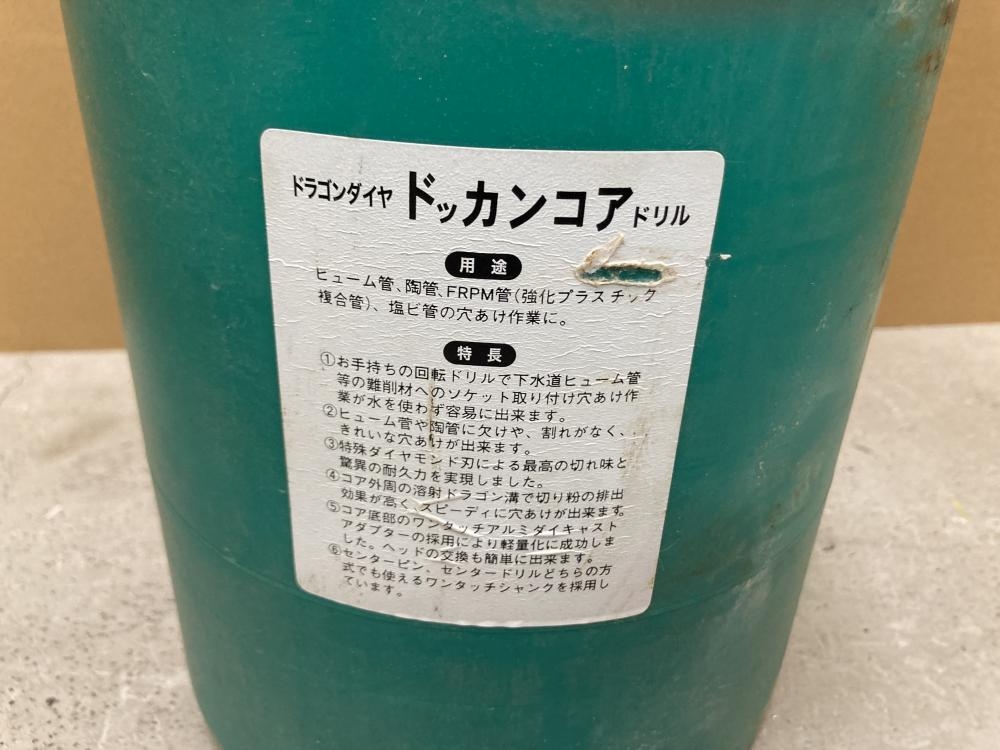 ドラゴンダイヤ ドッカンコアドリル
用途
ヒューム管、陶管、FRPM管(強化プラスチック
複合管)、塩ビ管の穴あけ作業に。
特長
①お手持ちの回転ドリルで下水道ヒューム管
等の難削材へのソケット取り付け穴あけ作
業が水を使わず容易に出来ます。
②ヒューム菅や陶管に欠けや、割れがなく、
きれいな穴あけが出来ます。
③特殊ダイヤモンド刃による最高の切れ味と
驚異の耐久力を実現しました。
④コア外周の溶射ドラゴン溝で切り粉の排出
効果が高く、スピーディに穴あけが出来ます。
⑤コア底部のワンタッチアルミダイキャスト
アダプターの採用により軽量化に成功しま
した。ヘッドの交換も簡単に出来ます。
⑥センターピン、センタードリルどちらの方
式でも使えるワンタッチシャンクを採用し
ています。